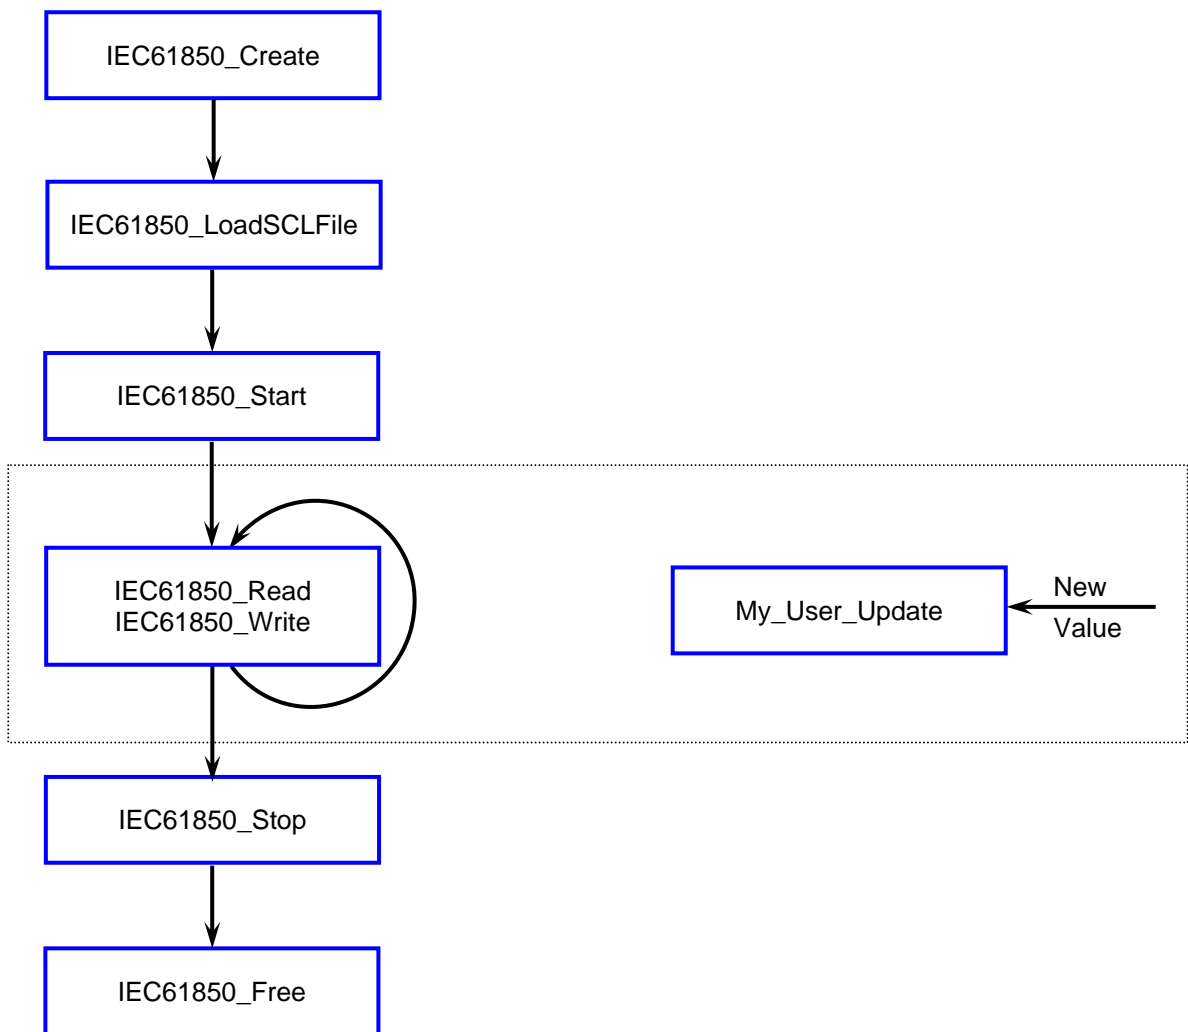 IEC61850_Create
IEC61850_LoadSCLFile
IEC61850_Start
IEC61850_Read
IEC61850_Write
My_User_Update
New
Value
IEC61850_Stop
IEC61850_Free